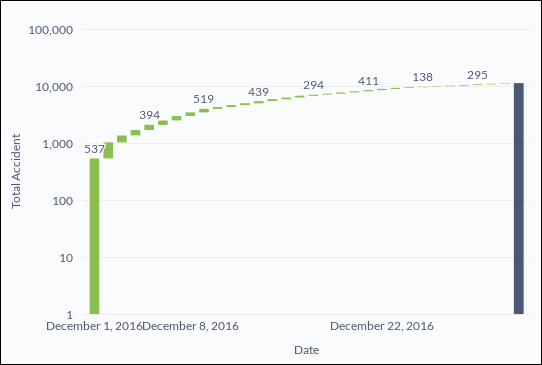 100,000
10,000
1,000
100
10
1
Total Accident
537
394
519
439
294
411
138
295
December 1, 2016
December 8, 2016
December 22, 2016
Date